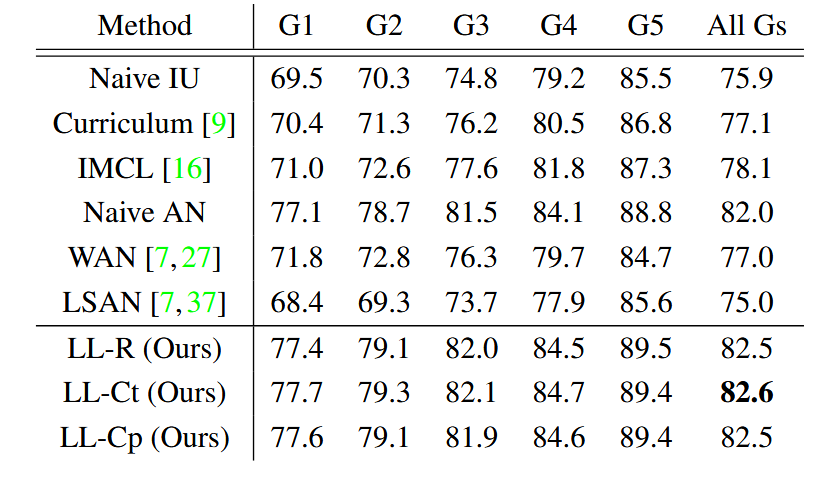 Method G1 G2 G3 G4 G5 All Gs
Naive IU 69.5 70.3 74.8 79.2 85.5 75.9
Curriculum [9] 70.4 71.3 76.2 80.5 86.8 77.1
IMCL [16] 71.0 72.6 77.6 81.8 87.3 78.1
Naive AN 77.1 78.7 81.5 84.1 88.8 82.0
WAN [7,27] 71.8 72.8 76.3 79.7 84.7 77.0
LSAN [7,37] 68.4 69.3 73.7 77.9 85.6 75.0
LL-R (Ours) 77.4 79.1 82.0 84.5 89.5 82.5
LL-Ct (Ours) 77.7 79.3 82.1 84.7 89.4 82.6
LL-Cp (Ours) 77.6 79.1 81.9 84.6 89.4 82.5